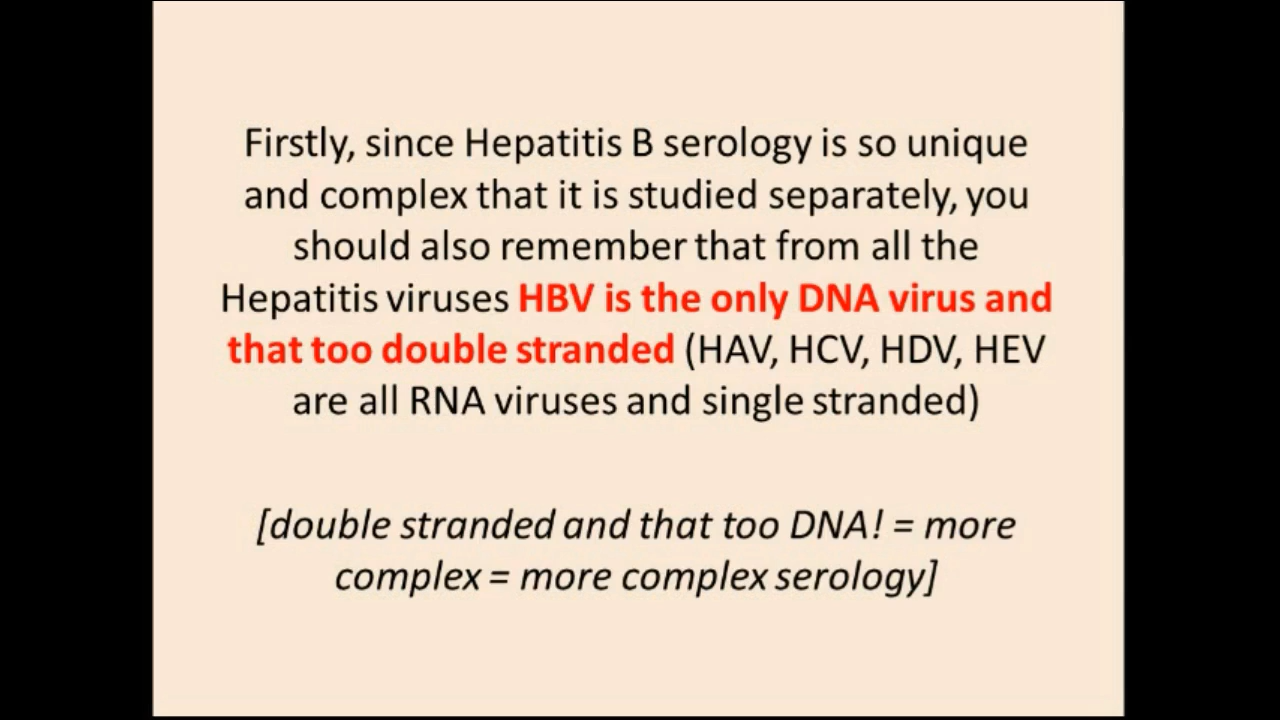 Firstly, since Hepatitis B serology is so unique
and complex that it is studied separately, you
should also remember that from all the
Hepatitis viruses HBV is the only DNA virus and
that too double stranded (HAV, HCV, HDV, HEV
are all RNA viruses and single stranded)
[double stranded and that too DNA! = more
complex = more complex serology]